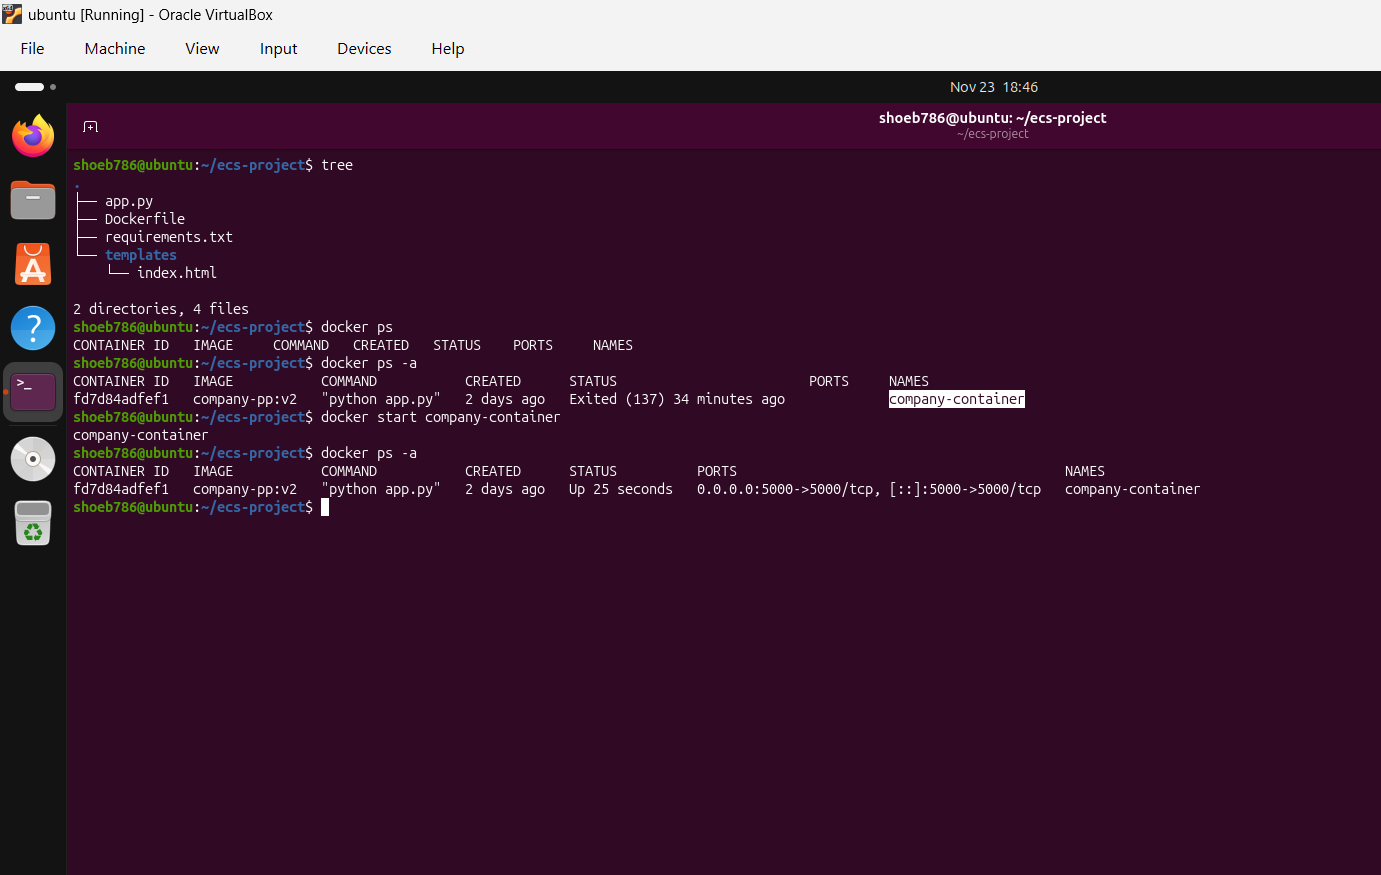 ubuntu [Running] - Oracle VirtualBox
File Machine View Input Devices Help
Nov 23 18:46
shoeb786@ubuntu: ~/ecs-project
~/ecs-project
shoeb786@ubuntu:~/ecs-project$ tree
.
├── app.py
├── Dockerfile
├── requirements.txt
└── templates
    └── index.html
2 directories, 4 files
shoeb786@ubuntu:~/ecs-project$ docker ps
CONTAINER ID   IMAGE     COMMAND   CREATED   STATUS    PORTS     NAMES
shoeb786@ubuntu:~/ecs-project$ docker ps -a
CONTAINER ID   IMAGE           COMMAND           CREATED      STATUS                        PORTS     NAMES
fd7d84adfef1   company-pp:v2   "python app.py"   2 days ago   Exited (137) 34 minutes ago             company-container
shoeb786@ubuntu:~/ecs-project$ docker start company-container
company-container
shoeb786@ubuntu:~/ecs-project$ docker ps -a
CONTAINER ID   IMAGE           COMMAND           CREATED      STATUS          PORTS                                         NAMES
fd7d84adfef1   company-pp:v2   "python app.py"   2 days ago   Up 25 seconds   0.0.0.0:5000->5000/tcp, [::]:5000->5000/tcp   company-container
shoeb786@ubuntu:~/ecs-project$